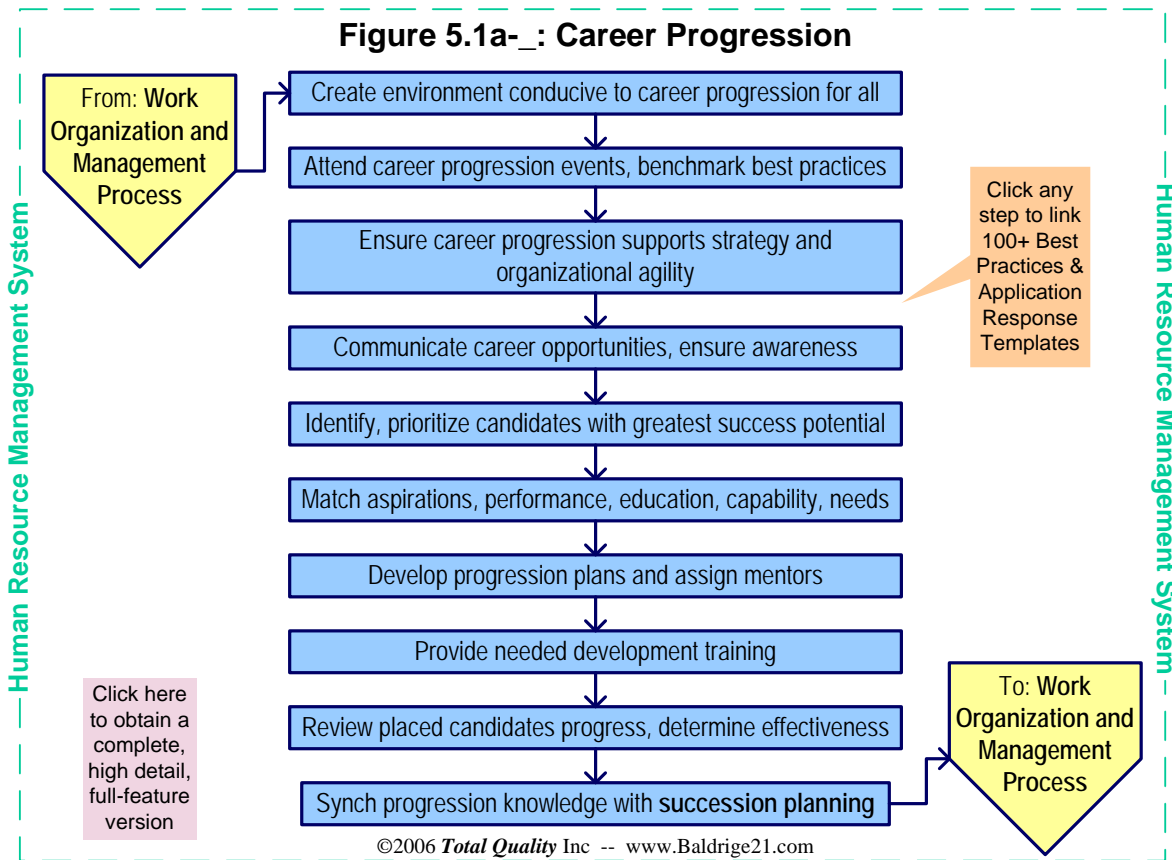 Figure 5.1a-_: Career Progression
From: Work
Organization and
Management
Process
Create environment conducive to career progression for all
Attend career progression events, benchmark best practices
Ensure career progression supports strategy and
organizational agility
Communicate career opportunities, ensure awareness
Identify, prioritize candidates with greatest success potential
Match aspirations, performance, education, capability, needs
Develop progression plans and assign mentors
Provide needed development training
Review placed candidates progress, determine effectiveness
Synch progression knowledge with succession planning
Click any
step to link
100+ Best
Practices &
Application
Response
Templates
Human Resource Management System
Human Resource Management System
Click here
to obtain a
complete,
high detail,
full-feature
version
To: Work
Organization and
Management
Process
©2006 Total Quality Inc -- www.Baldrige21.com